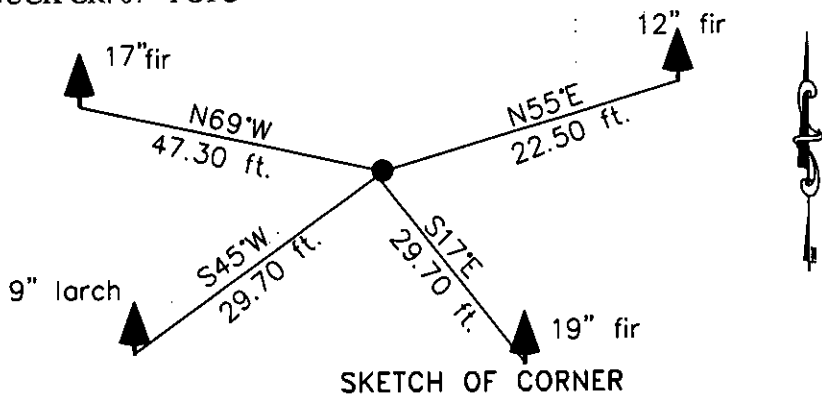 17"fir
12" fir
N69°W
47.30 ft.
N55°E
22.50 ft.
S45°W
29.70 ft.
S17°E
29.70 ft.
9" larch
19" fir
SKETCH OF CORNER